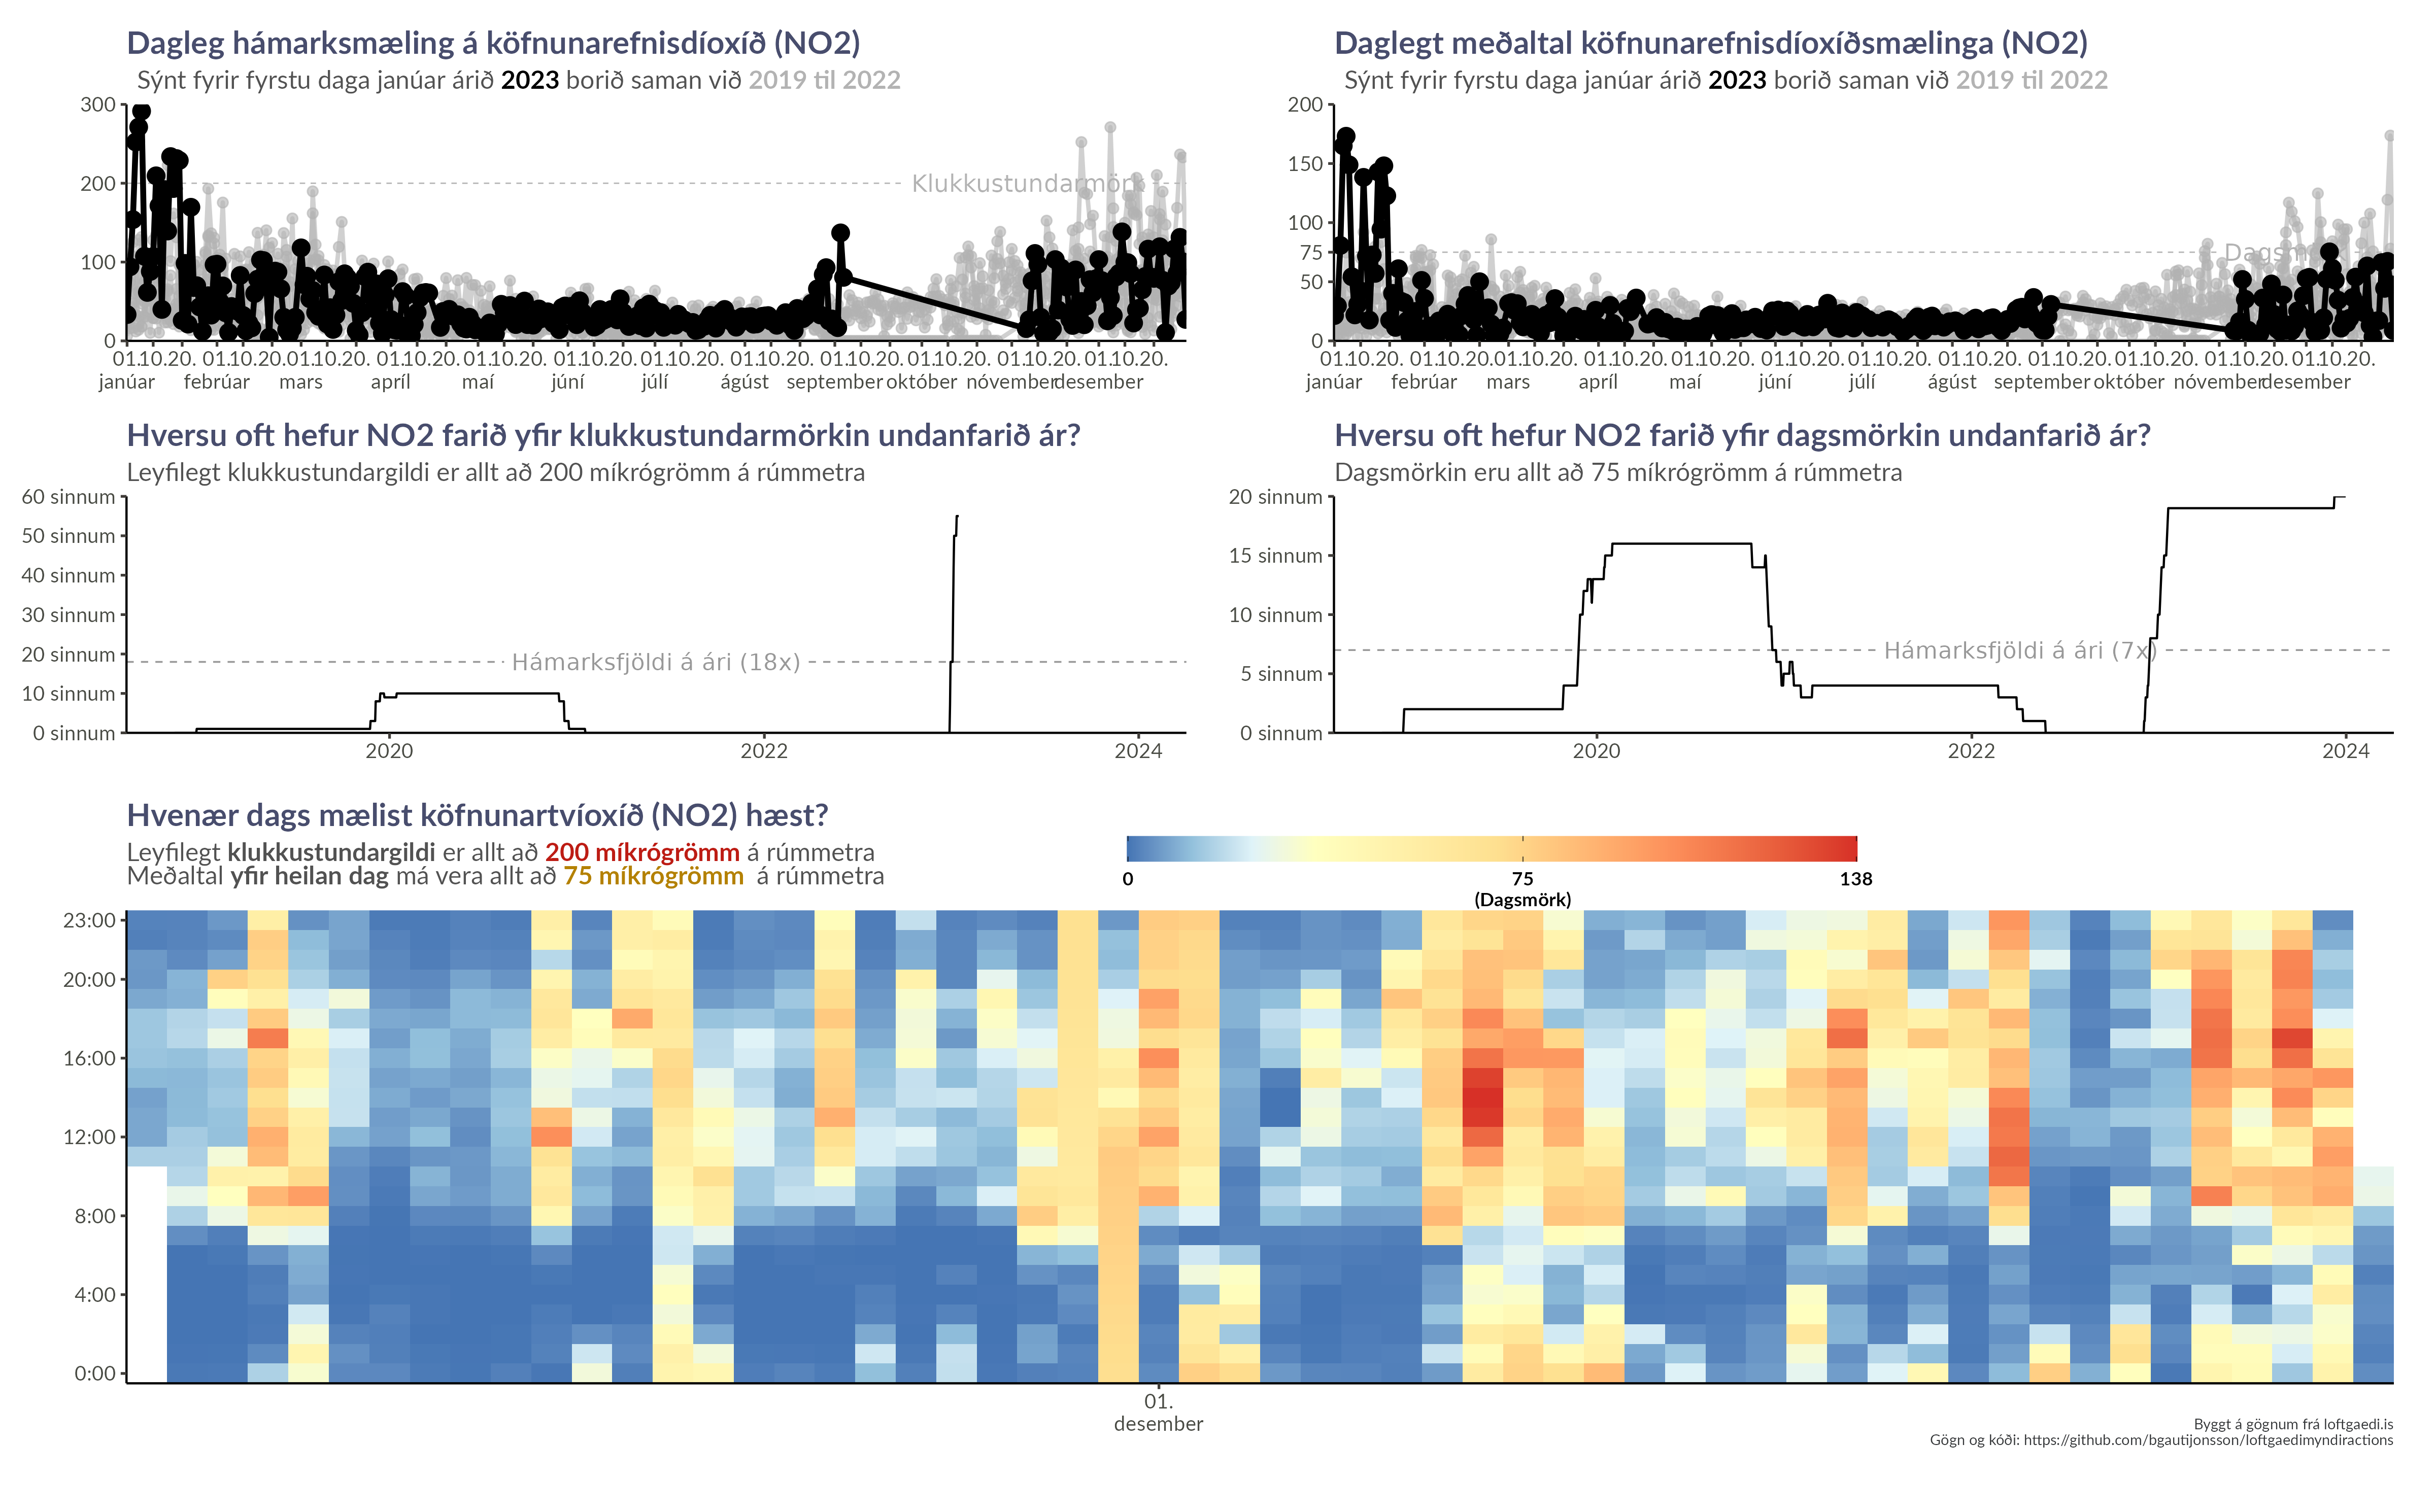 Dagleg hámarksmæling á köfnunarefnisdíoxíð (NO2)
Sýnt fyrir fyrstu daga janúar árið 2023 borið saman við 2019 til 2022
300
200
100
0
Klukkustundarmörk
01.10.20. 01.10.20. 01.10.20. 01.10.20. 01.10.20. 01.10.20. 01.10.20. 01.10.20. 01.10.20. 01.10.20. 01.10.20. 01.10.20.
janúar febrúar mars apríl maí júní júlí ágúst september október nóvember desember
Daglegt meðaltal köfnunarefnisdíoxíðsmælinga (NO2)
Sýnt fyrir fyrstu daga janúar árið 2023 borið saman við 2019 til 2022
200
150
100
75
50
0
01.10.20. 01.10.20. 01.10.20. 01.10.20. 01.10.20. 01.10.20. 01.10.20. 01.10.20. 01.10.20. 01.10.20. 01.10.20. 01.10.20.
janúar febrúar mars apríl maí júní júlí ágúst september október nóvember desember
Hversu oft hefur NO2 farið yfir klukkustundarmörkin undanfarið ár?
Leyfilegt klukkustundargildi er allt að 200 míkrógrömm á rúmmetra
60 sinnum
50 sinnum
40 sinnum
30 sinnum
20 sinnum
10 sinnum
0 sinnum
Hámarksfjöldi á ári (18x)
2020 2022 2024
Hversu oft hefur NO2 farið yfir dagsmörkin undanfarið ár?
Dagsmörkin eru allt að 75 míkrógrömm á rúmmetra
20 sinnum
15 sinnum
10 sinnum
5 sinnum
0 sinnum
Hámarksfjöldi á ári (7x)
2020 2022 2024
Hvenær dags mælist köfnunartvíoxíð (NO2) hæst?
Leyfilegt klukkustundargildi er allt að 200 míkrógrömm á rúmmetra
Meðaltal yfir heilan dag má vera allt að 75 míkrógrömm á rúmmetra
0 75 138
(Dagsmörk)
23:00
20:00
16:00
12:00
8:00
4:00
0:00
01.
desember
Byggt á gögnum frá loftgaedi.is
Gögn og kóði: https://github.com/bgautijonsson/loftgaedimyndiractions